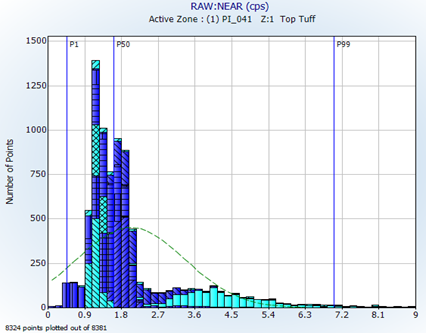 RAW:NEAR (cps)
Active Zone : (1) PI_041 Z:1 Top Tuff
P1 P50 P99
1500
1250
1000
750
500
250
0
Number of Points
0 0.9 1.8 2.7 3.6 4.5 5.4 6.3 7.2 8.1 9
8324 points plotted out of 8381